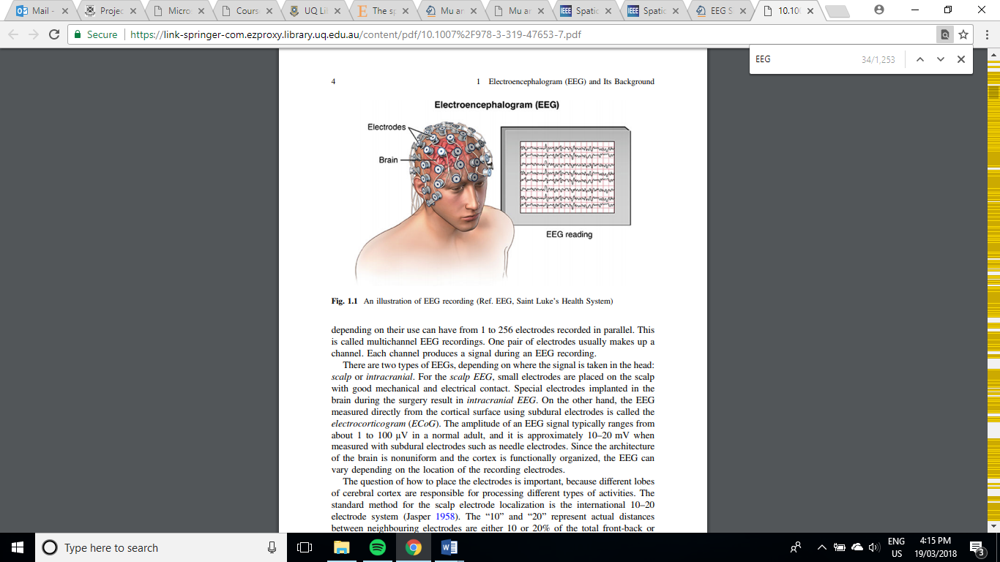 Mail -
Projec
Micro
Cours
UQ Li
The sp
Mu ar
Mu ar
IEEE Spatic
IEEE Spatic
EEG S
10.10
Secure https://link-springer-com.ezproxy.library.uq.edu.au/content/pdf/10.1007%2F978-3-319-47653-7.pdf
EEG 34/1,253
4 1 Electroencephalogram (EEG) and Its Background
Electroencephalogram (EEG)
Electrodes
Brain
EEG reading
Fig. 1.1 An illustration of EEG recording (Ref. EEG, Saint Luke's Health System)
depending on their use can have from 1 to 256 electrodes recorded in parallel. This
is called multichannel EEG recordings. One pair of electrodes usually makes up a
channel. Each channel produces a signal during an EEG recording.
There are two types of EEGs, depending on where the signal is taken in the head:
scalp or intracranial. For the scalp EEG, small electrodes are placed on the scalp
with good mechanical and electrical contact. Special electrodes implanted in the
brain during the surgery result in intracranial EEG. On the other hand, the EEG
measured directly from the cortical surface using subdural electrodes is called the
electrocorticogram (ECoG). The amplitude of an EEG signal typically ranges from
about 1 to 100 μV in a normal adult, and it is approximately 10–20 mV when
measured with subdural electrodes such as needle electrodes. Since the architecture
of the brain is nonuniform and the cortex is functionally organized, the EEG can
vary depending on the location of the recording electrodes.
The question of how to place the electrodes is important, because different lobes
of cerebral cortex are responsible for processing different types of activities. The
standard method for the scalp electrode localization is the international 10–20
electrode system (Jasper 1958). The “10” and “20” represent actual distances
between neighbouring electrodes are either 10 or 20% of the total front-back or
Type here to search
ENG
US
4:15 PM
19/03/2018
3